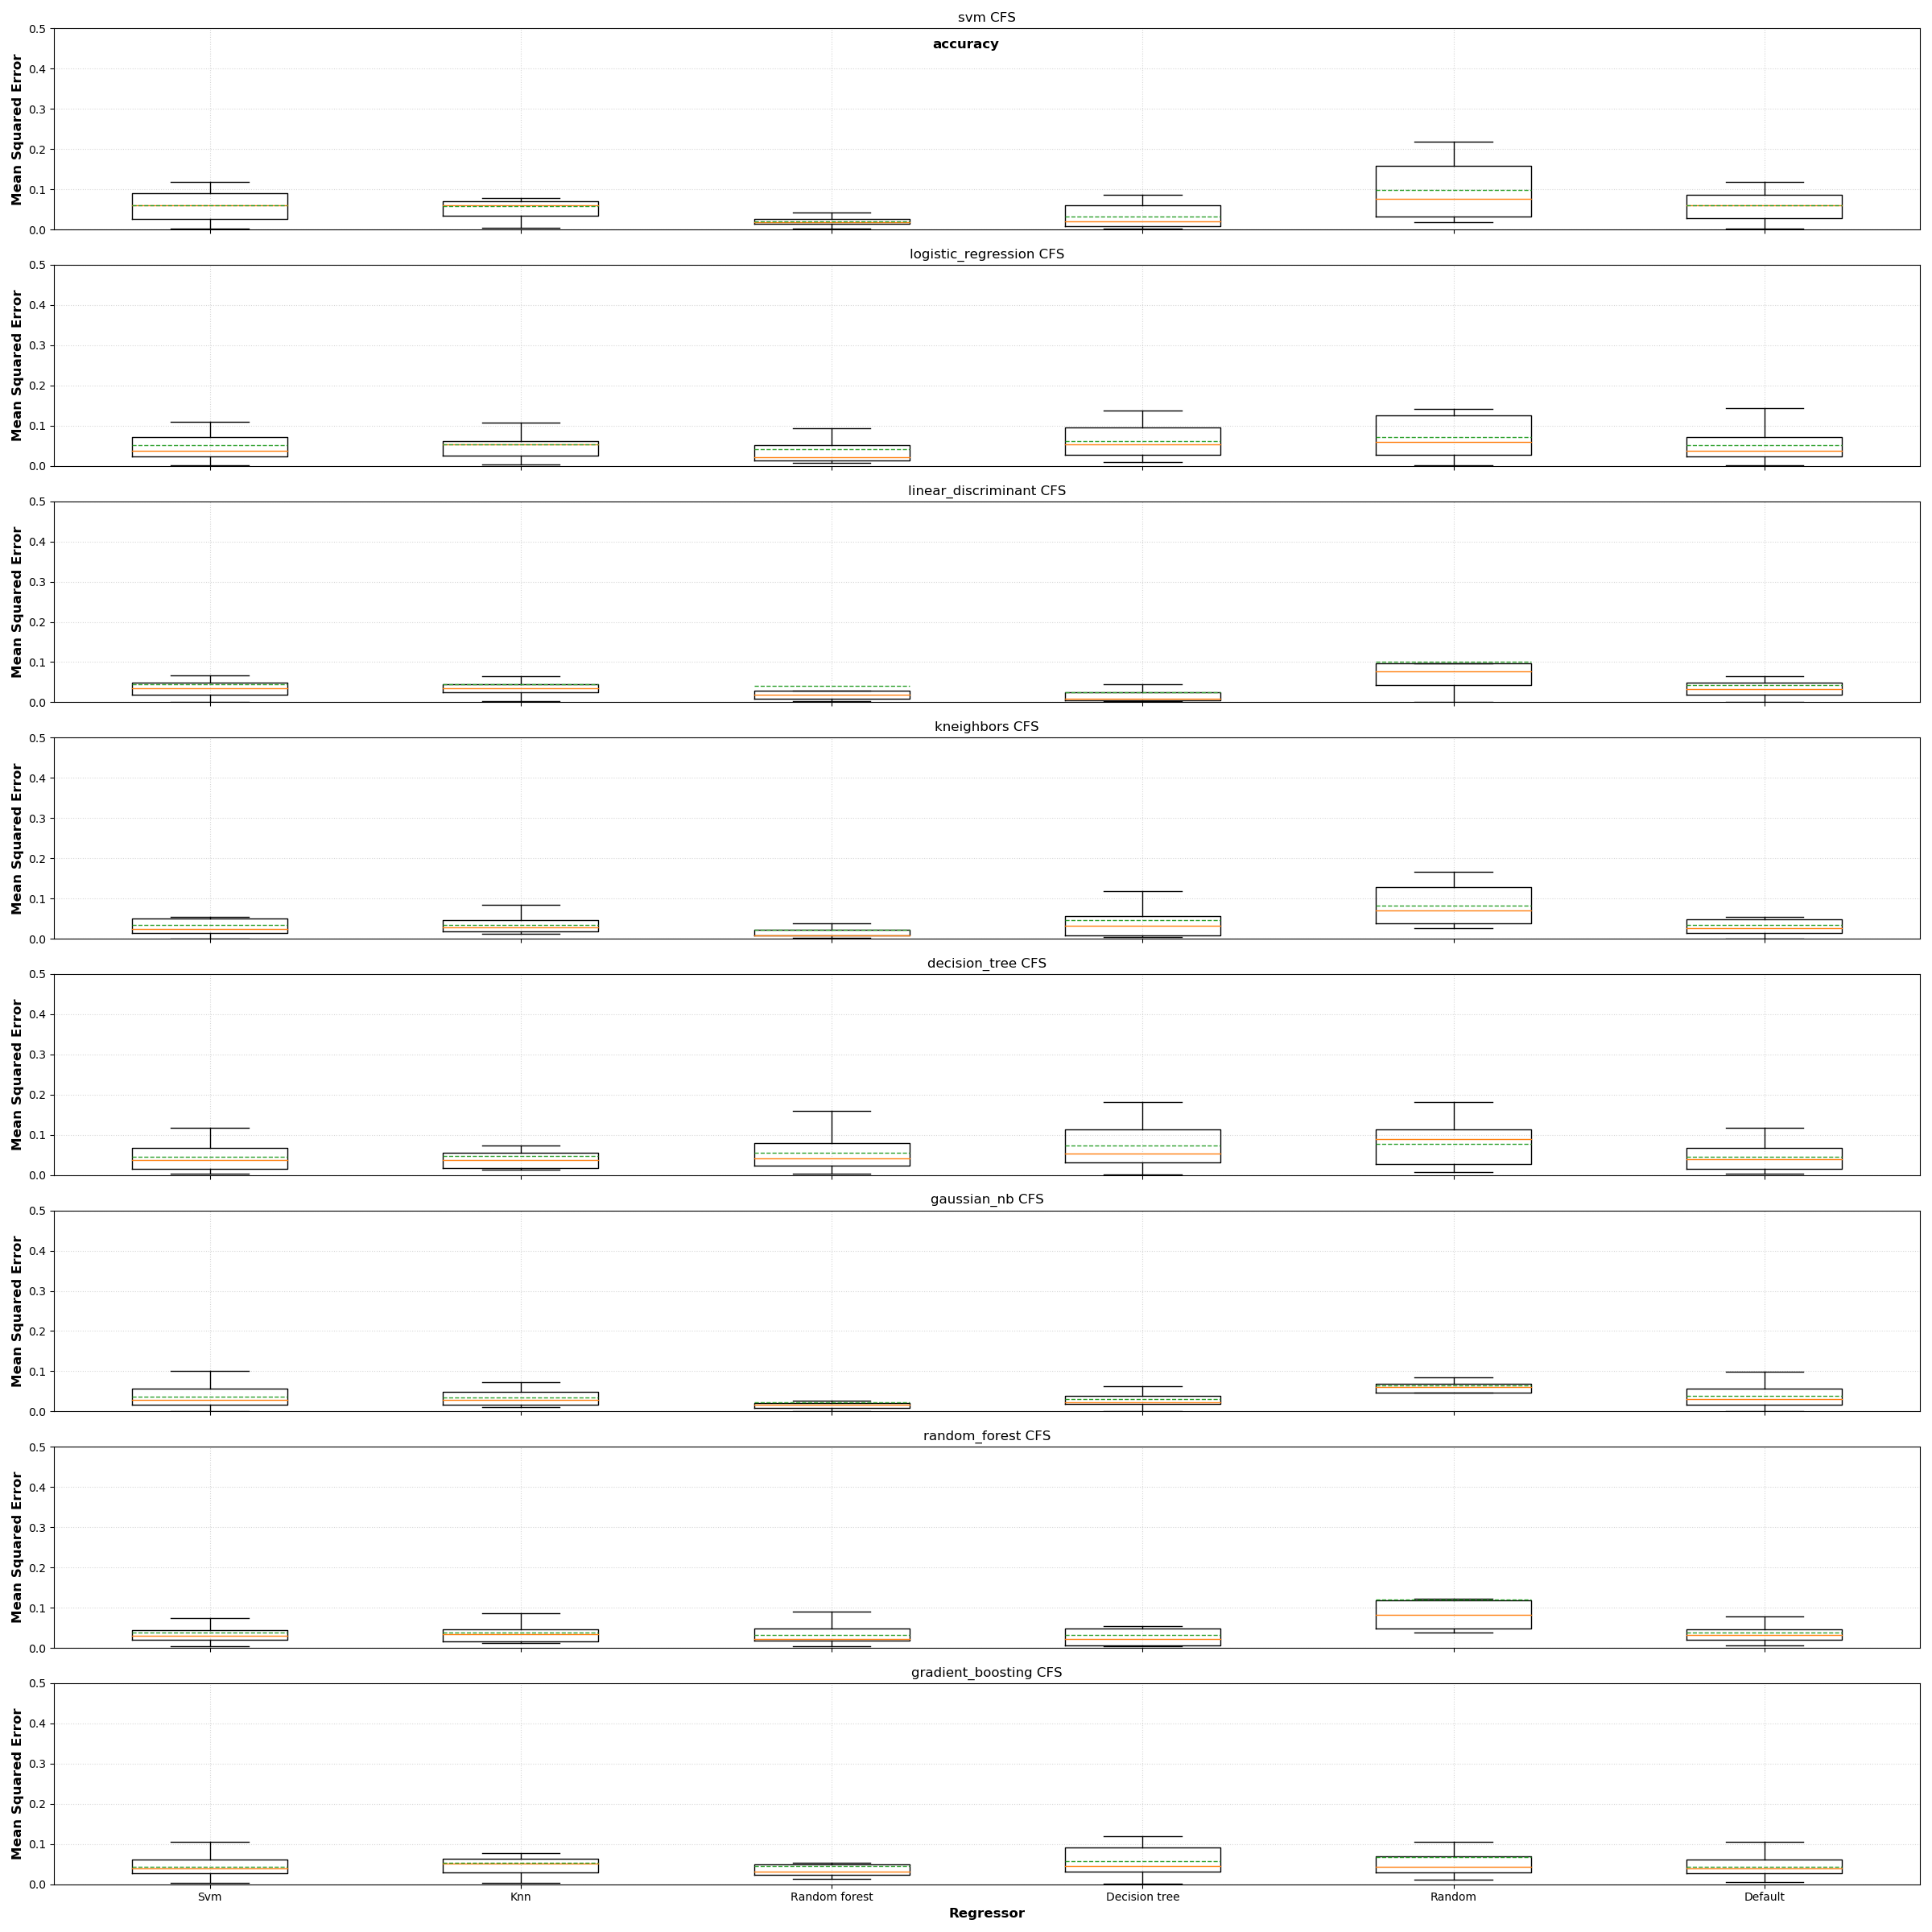 svm CFS
accuracy
Mean Squared Error
0.5
0.4
0.3
0.2
0.1
0.0
logistic_regression CFS
Mean Squared Error
0.5
0.4
0.3
0.2
0.1
0.0
linear_discriminant CFS
Mean Squared Error
0.5
0.4
0.3
0.2
0.1
0.0
kneighbors CFS
Mean Squared Error
0.5
0.4
0.3
0.2
0.1
0.0
decision_tree CFS
Mean Squared Error
0.5
0.4
0.3
0.2
0.1
0.0
gaussian_nb CFS
Mean Squared Error
0.5
0.4
0.3
0.2
0.1
0.0
random_forest CFS
Mean Squared Error
0.5
0.4
0.3
0.2
0.1
0.0
gradient_boosting CFS
Mean Squared Error
0.5
0.4
0.3
0.2
0.1
0.0
Svm Knn Random forest Decision tree Random Default
Regressor